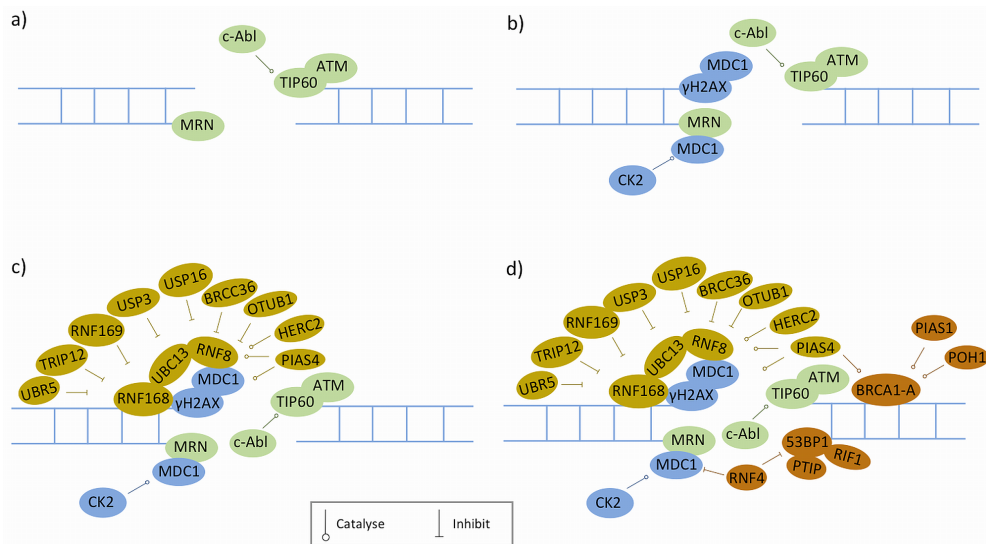 a)
c-Abl
ATM
TIP60
MRN
b)
c-Abl
MDC1
ATM
γH2AX
TIP60
MRN
MDC1
CK2
c)
USP16
BRCC36
USP3
OTUB1
RNF169
HERC2
UBC13
RNF8
TRIP12
PIAS4
MDC1
UBR5
ATM
RNF168
γH2AX
TIP60
MRN
c-Abl
MDC1
CK2
d)
USP16
BRCC36
USP3
OTUB1
RNF169
HERC2
PIAS1
UBC13
RNF8
TRIP12
PIAS4
POH1
MDC1
UBR5
ATM
RNF168
γH2AX
TIP60
BRCA1-A
MRN
c-Abl
53BP1
MDC1
PTIP
RIF1
RNF4
CK2
Catalyse
Inhibit